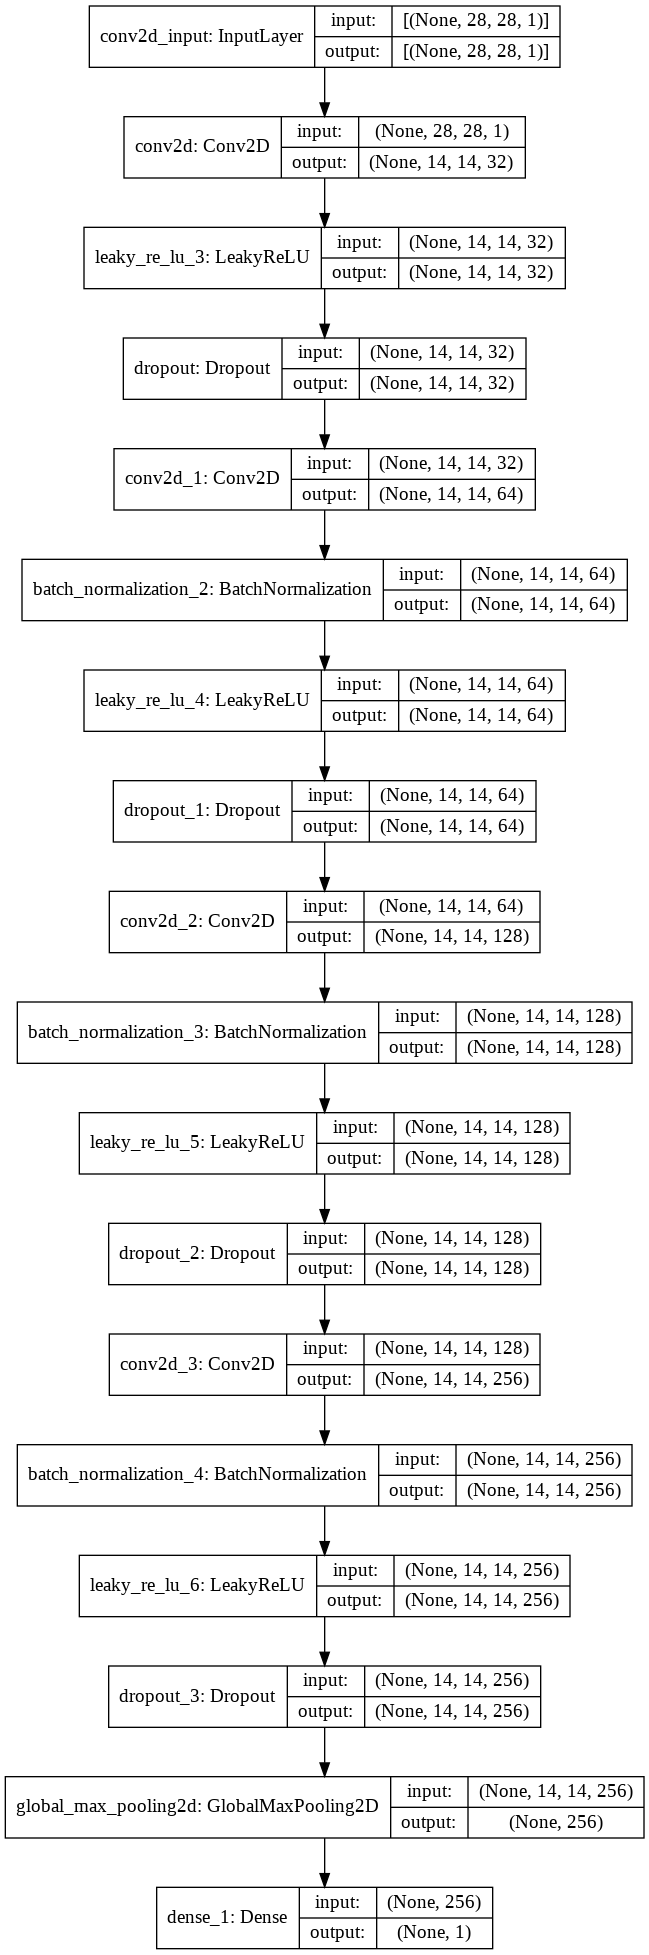 conv2d_input: InputLayer
input: [(None, 28, 28, 1)]
output: [(None, 28, 28, 1)]
conv2d: Conv2D
input: (None, 28, 28, 1)
output: (None, 14, 14, 32)
leaky_re_lu_3: LeakyReLU
input: (None, 14, 14, 32)
output: (None, 14, 14, 32)
dropout: Dropout
input: (None, 14, 14, 32)
output: (None, 14, 14, 32)
conv2d_1: Conv2D
input: (None, 14, 14, 32)
output: (None, 14, 14, 64)
batch_normalization_2: BatchNormalization
input: (None, 14, 14, 64)
output: (None, 14, 14, 64)
leaky_re_lu_4: LeakyReLU
input: (None, 14, 14, 64)
output: (None, 14, 14, 64)
dropout_1: Dropout
input: (None, 14, 14, 64)
output: (None, 14, 14, 64)
conv2d_2: Conv2D
input: (None, 14, 14, 64)
output: (None, 14, 14, 128)
batch_normalization_3: BatchNormalization
input: (None, 14, 14, 128)
output: (None, 14, 14, 128)
leaky_re_lu_5: LeakyReLU
input: (None, 14, 14, 128)
output: (None, 14, 14, 128)
dropout_2: Dropout
input: (None, 14, 14, 128)
output: (None, 14, 14, 128)
conv2d_3: Conv2D
input: (None, 14, 14, 128)
output: (None, 14, 14, 256)
batch_normalization_4: BatchNormalization
input: (None, 14, 14, 256)
output: (None, 14, 14, 256)
leaky_re_lu_6: LeakyReLU
input: (None, 14, 14, 256)
output: (None, 14, 14, 256)
dropout_3: Dropout
input: (None, 14, 14, 256)
output: (None, 14, 14, 256)
global_max_pooling2d: GlobalMaxPooling2D
input: (None, 14, 14, 256)
output: (None, 256)
dense_1: Dense
input: (None, 256)
output: (None, 1)